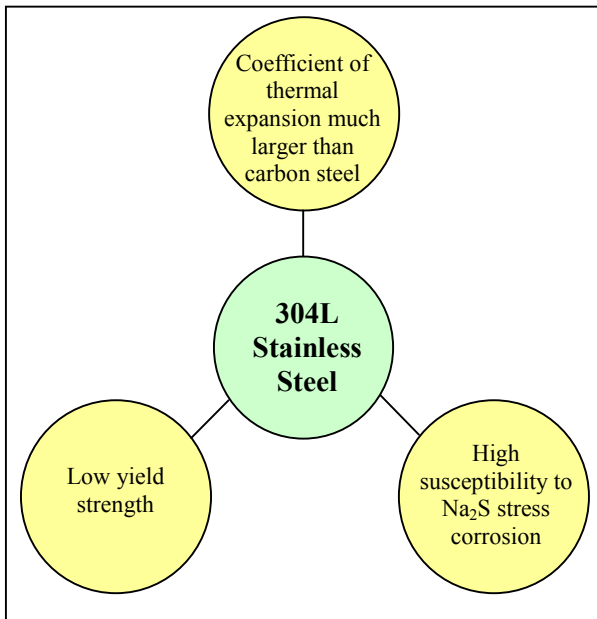 Coefficient of
thermal
expansion much
larger than
carbon steel
304L
Stainless
Steel
Low yield
strength
High
susceptibility to
Na₂S stress
corrosion